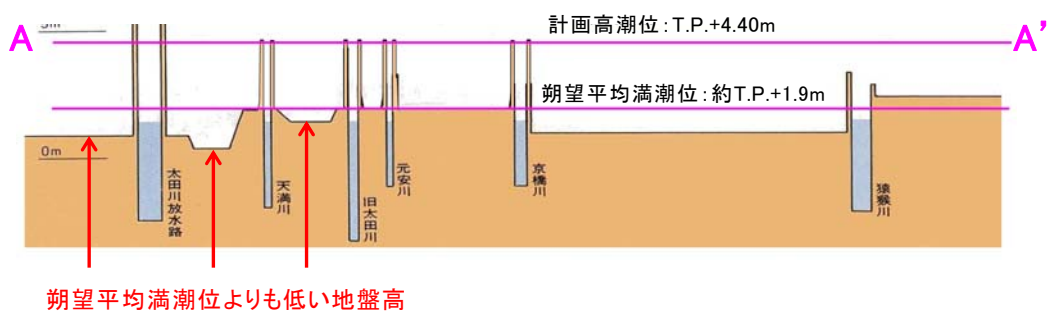 計画高潮位：T.P.+4.40m
A
A’
朔望平均満潮位：約T.P.+1.9m
0m
太田川放水路
天満川
旧太田川
元安川
京橋川
猿猴川
朔望平均満潮位よりも低い地盤高